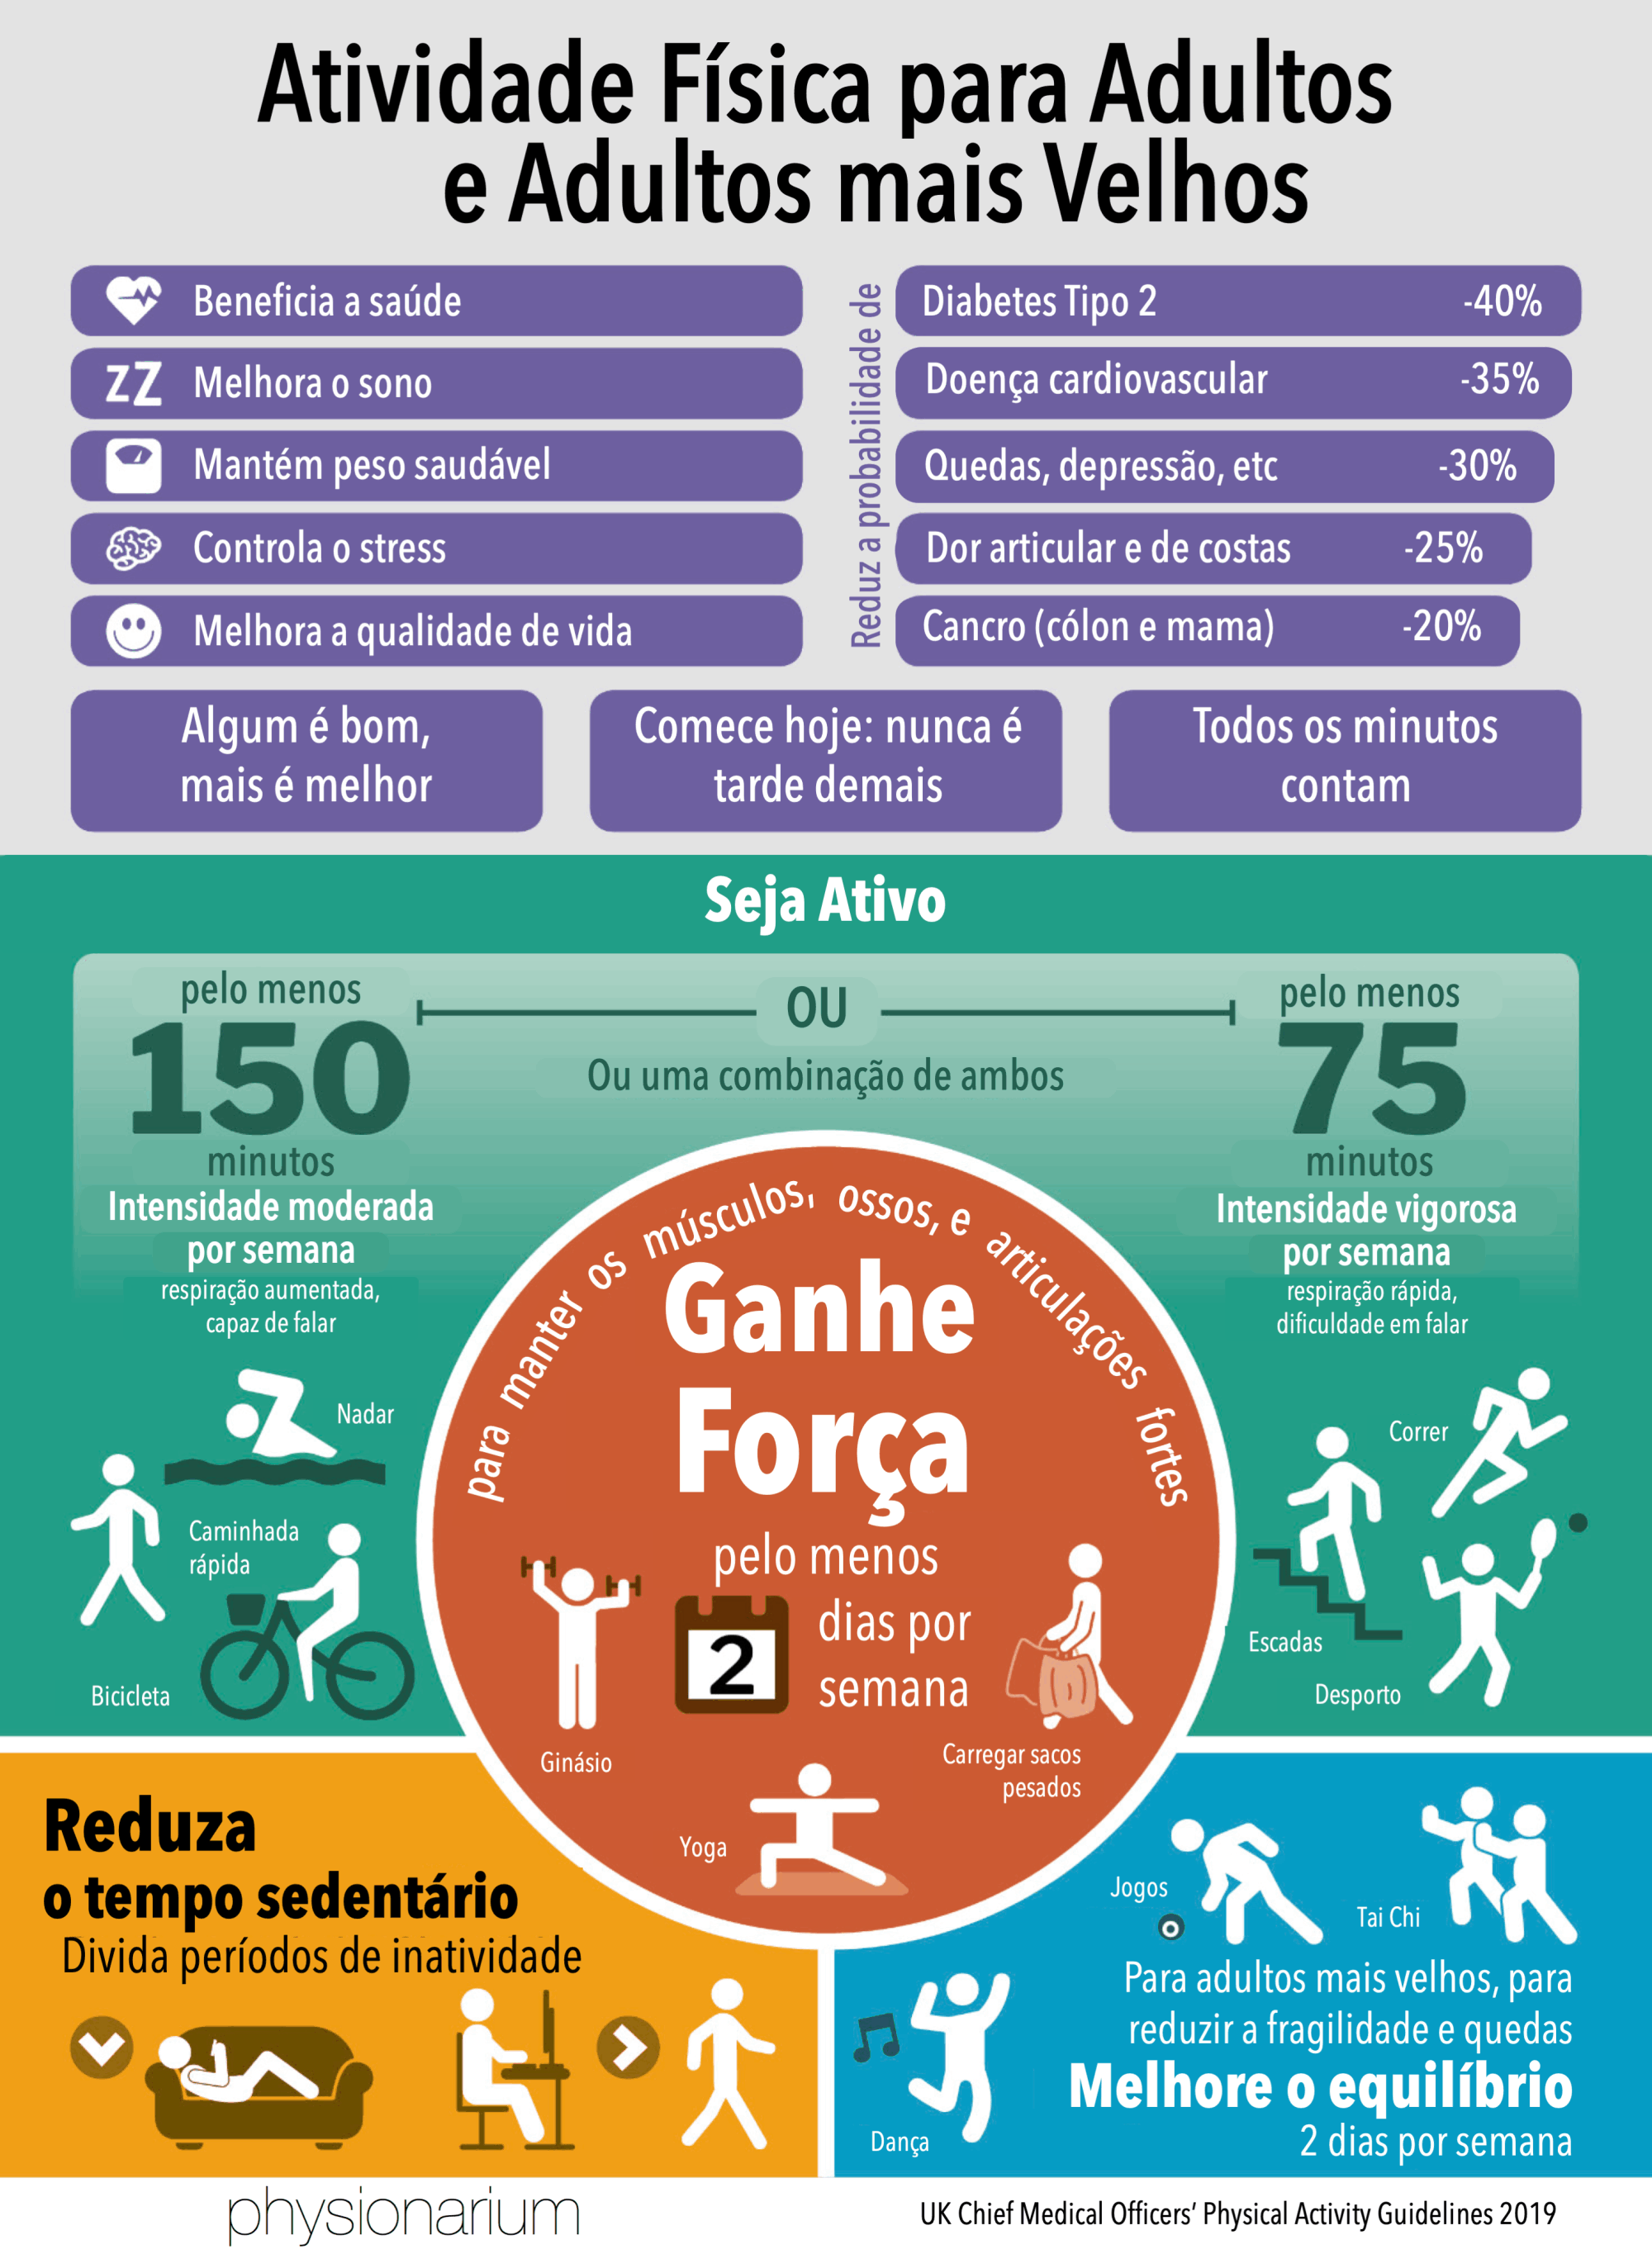 Atividade Física para Adultos
e Adultos mais Velhos
Beneficia a saúde
ZZ Melhora o sono
Mantém peso saudável
Controla o stress
Melhora a qualidade de vida
Reduz a probabilidade de
Diabetes Tipo 2 -40%
Doença cardiovascular -35%
Quedas, depressão, etc -30%
Dor articular e de costas -25%
Cancro (cólon e mama) -20%
Algum é bom,
mais é melhor
Comece hoje: nunca é
tarde demais
Todos os minutos
contam
Seja Ativo
pelo menos
150
minutos
Intensidade moderada
por semana
respiração aumentada,
capaz de falar
OU
Ou uma combinação de ambos
pelo menos
75
minutos
Intensidade vigorosa
por semana
respiração rápida,
dificuldade em falar
Nadar
Caminhada
rápida
Bicicleta
para manter os músculos, ossos, e articulações fortes
Ganhe
Força
pelo menos
2
dias por
semana
Ginásio
Carregar sacos
pesados
Yoga
Correr
Escadas
Desporto
Reduza
o tempo sedentário
Divida períodos de inatividade
Jogos
Tai Chi
Dança
Para adultos mais velhos, para
reduzir a fragilidade e quedas
Melhore o equilíbrio
2 dias por semana
physionarium
UK Chief Medical Officers' Physical Activity Guidelines 2019